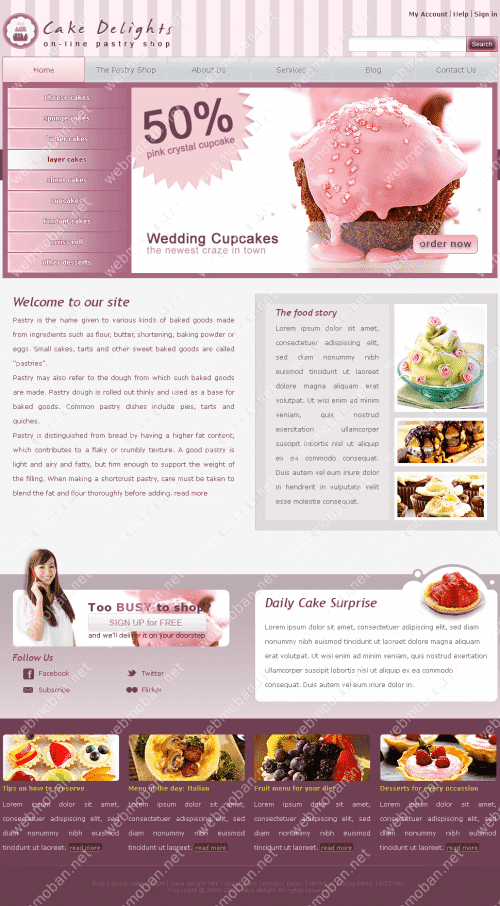 My Account | Help | Sign in
Cake Delights
on-line pastry shop
Search
Home
The Pastry Shop
About Us
Services
Blog
Contact Us
cheese cakes
sponge cakes
butter cakes
layer cakes
sheet cakes
cupcakes
fondant cakes
swiss roll
other desserts
50%
pink crystal cupcake
Wedding Cupcakes
the newest craze in town
order now
Welcome to our site
Pastry is the name given to various kinds of baked goods made
from ingredients such as flour, butter, shortening, baking powder or
eggs. Small cakes, tarts and other sweet baked goods are called
"pastries".
Pastry may also refer to the dough from which such baked goods
are made. Pastry dough is rolled out thinly and used as a base for
baked goods. Common pastry dishes include pies, tarts and
quiches.
Pastry is distinguished from bread by having a higher fat content,
which contributes to a flaky or crumbly texture. A good pastry is
light and airy and fatty, but firm enough to support the weight of
the filling. When making a shortcrust pastry, care must be taken to
blend the fat and flour thoroughly before adding. read more
The food story
Lorem ipsum dolor sit amet,
consectetuer adipiscing elit,
sed diam nonummy nibh
euismod tincidunt ut laoreet
dolore magna aliquam erat
volutpat. Ut wisi enim ad minim
veniam, quis nostrud
exercitation ullamcorper
suscipit lobortis nisl ut aliquip
ex ea commodo consequat.
Duis autem vel eum iriure dolor
in hendrerit in vulputate velit
esse molestie consequat.
Too BUSY to shop?
SIGN UP for FREE
and we'll deliver it on your doorstep
Follow Us
Facebook
Twitter
Subscribe
Flicker
Daily Cake Surprise
Lorem ipsum dolor sit amet, consectetuer adipiscing elit, sed diam
nonummy nibh euismod tincidunt ut laoreet dolore magna aliquam
erat volutpat. Ut wisi enim ad minim veniam, quis nostrud exercitation
ullamcorper suscipit lobortis nisl ut aliquip ex ea commodo
consequat. Duis autem vel eum iriure dolor in.
Tips on how to preserve
Lorem ipsum dolor sit amet,
consectetuer adipiscing elit, sed
diam nonummy nibh euismod
tincidunt ut laoreet. read more
Menu of the day: Italian
Lorem ipsum dolor sit amet,
consectetuer adipiscing elit, sed
diam nonummy nibh euismod
tincidunt ut laoreet. read more
Fruit menu for your diet
Lorem ipsum dolor sit amet,
consectetuer adipiscing elit, sed
diam nonummy nibh euismod
tincidunt ut laoreet. read more
Desserts for every occassion
Lorem ipsum dolor sit amet,
consectetuer adipiscing elit, sed
diam nonummy nibh euismod
tincidunt ut laoreet. read more
webmoban.net